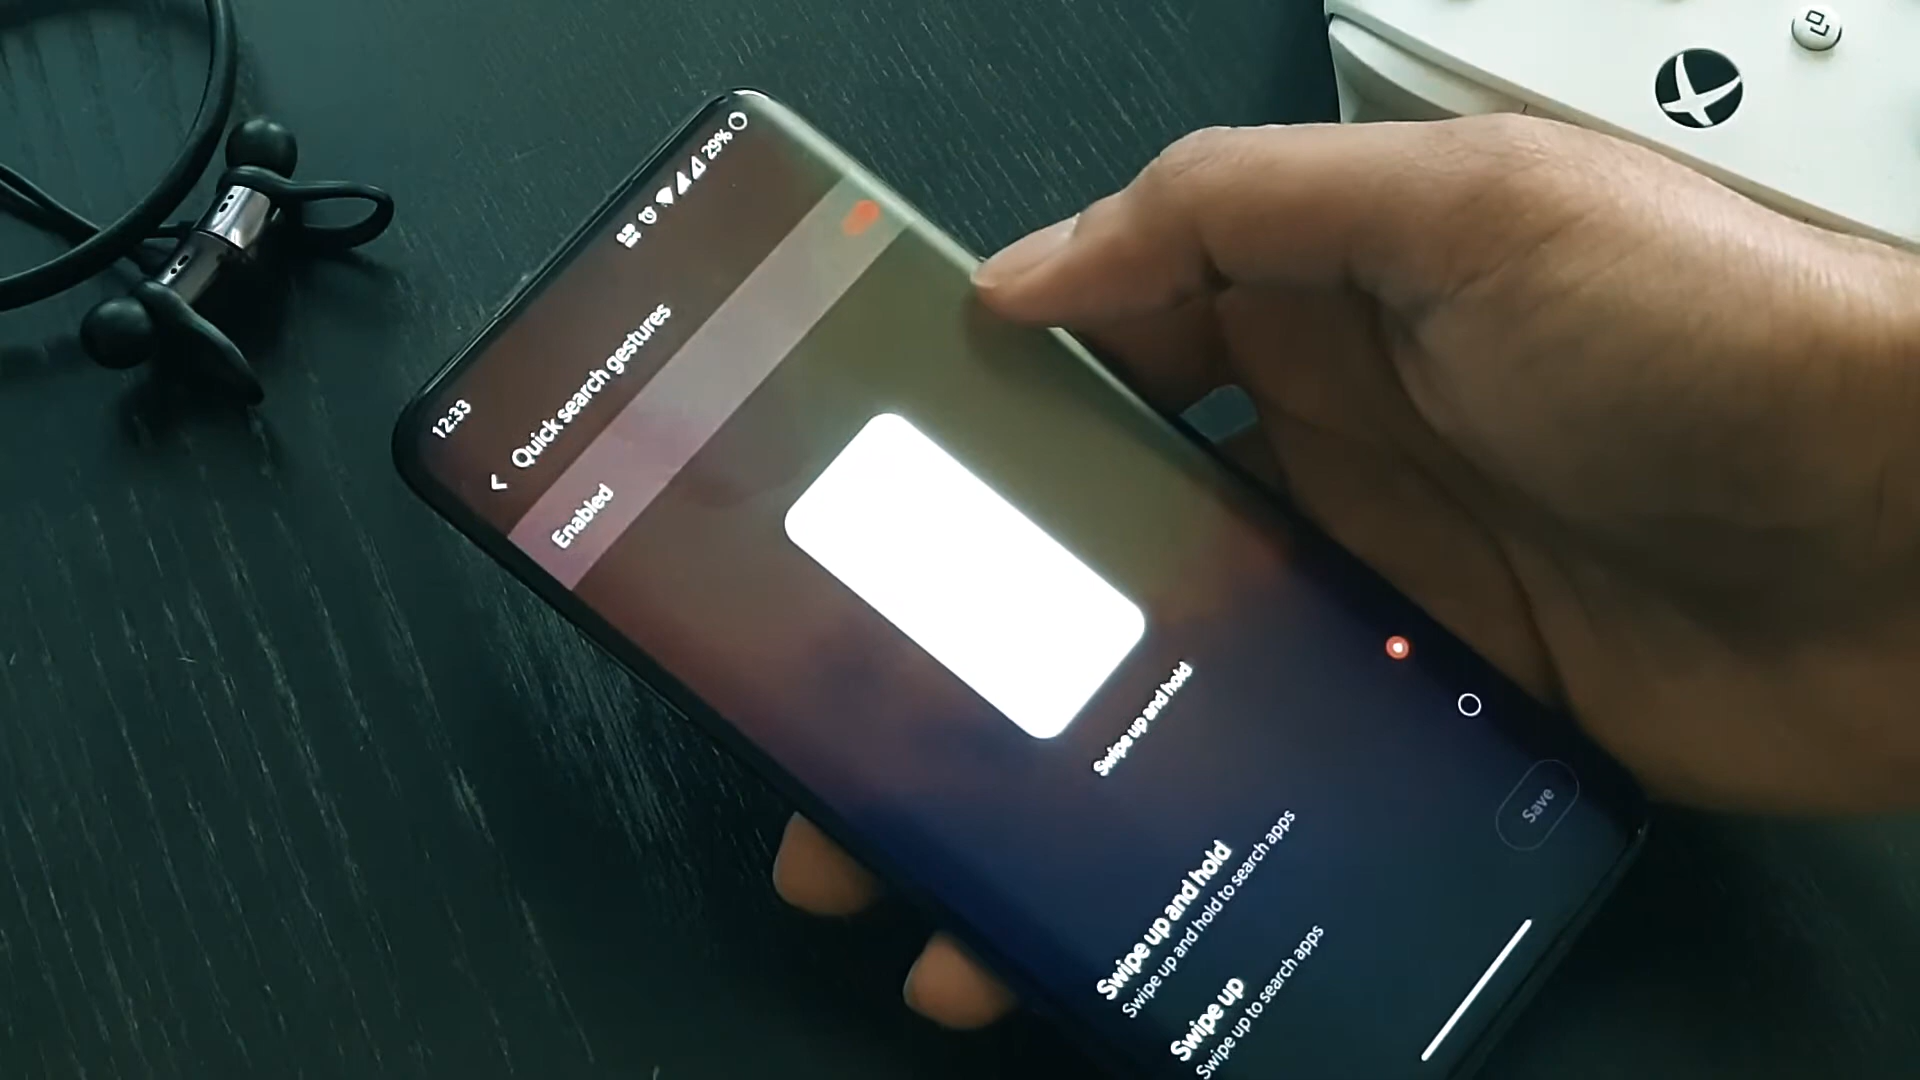 12:33
29%
Quick search gestures
Enabled
Swipe up and hold
Swipe up and hold
Swipe up and hold to search apps
Swipe up
Swipe up to search apps
Save